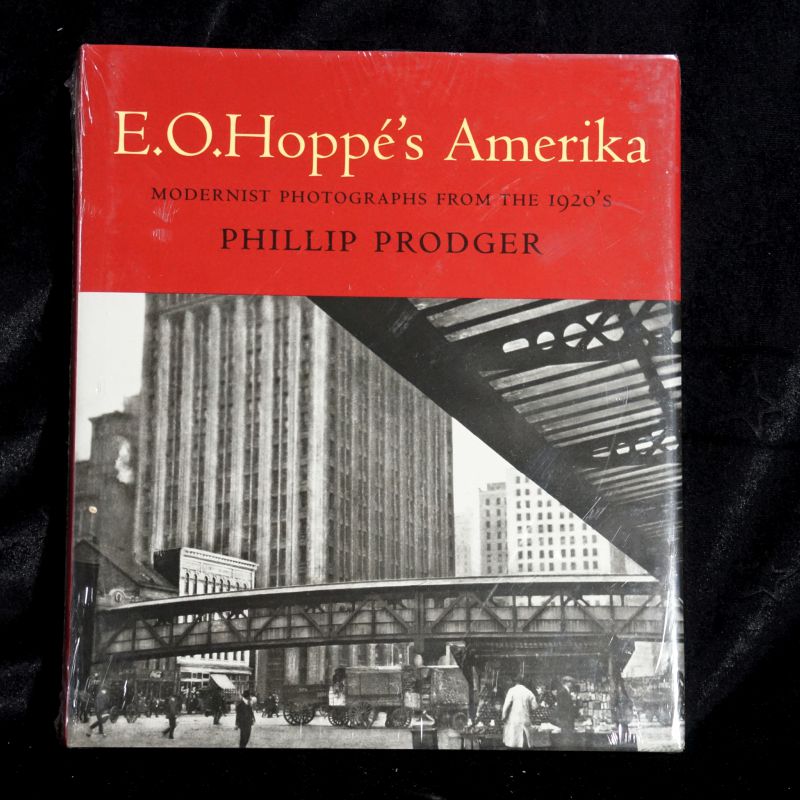 E.O.Hoppé's Amerika
MODERNIST PHOTOGRAPHS FROM THE 1920'S
PHILLIP PRODGER